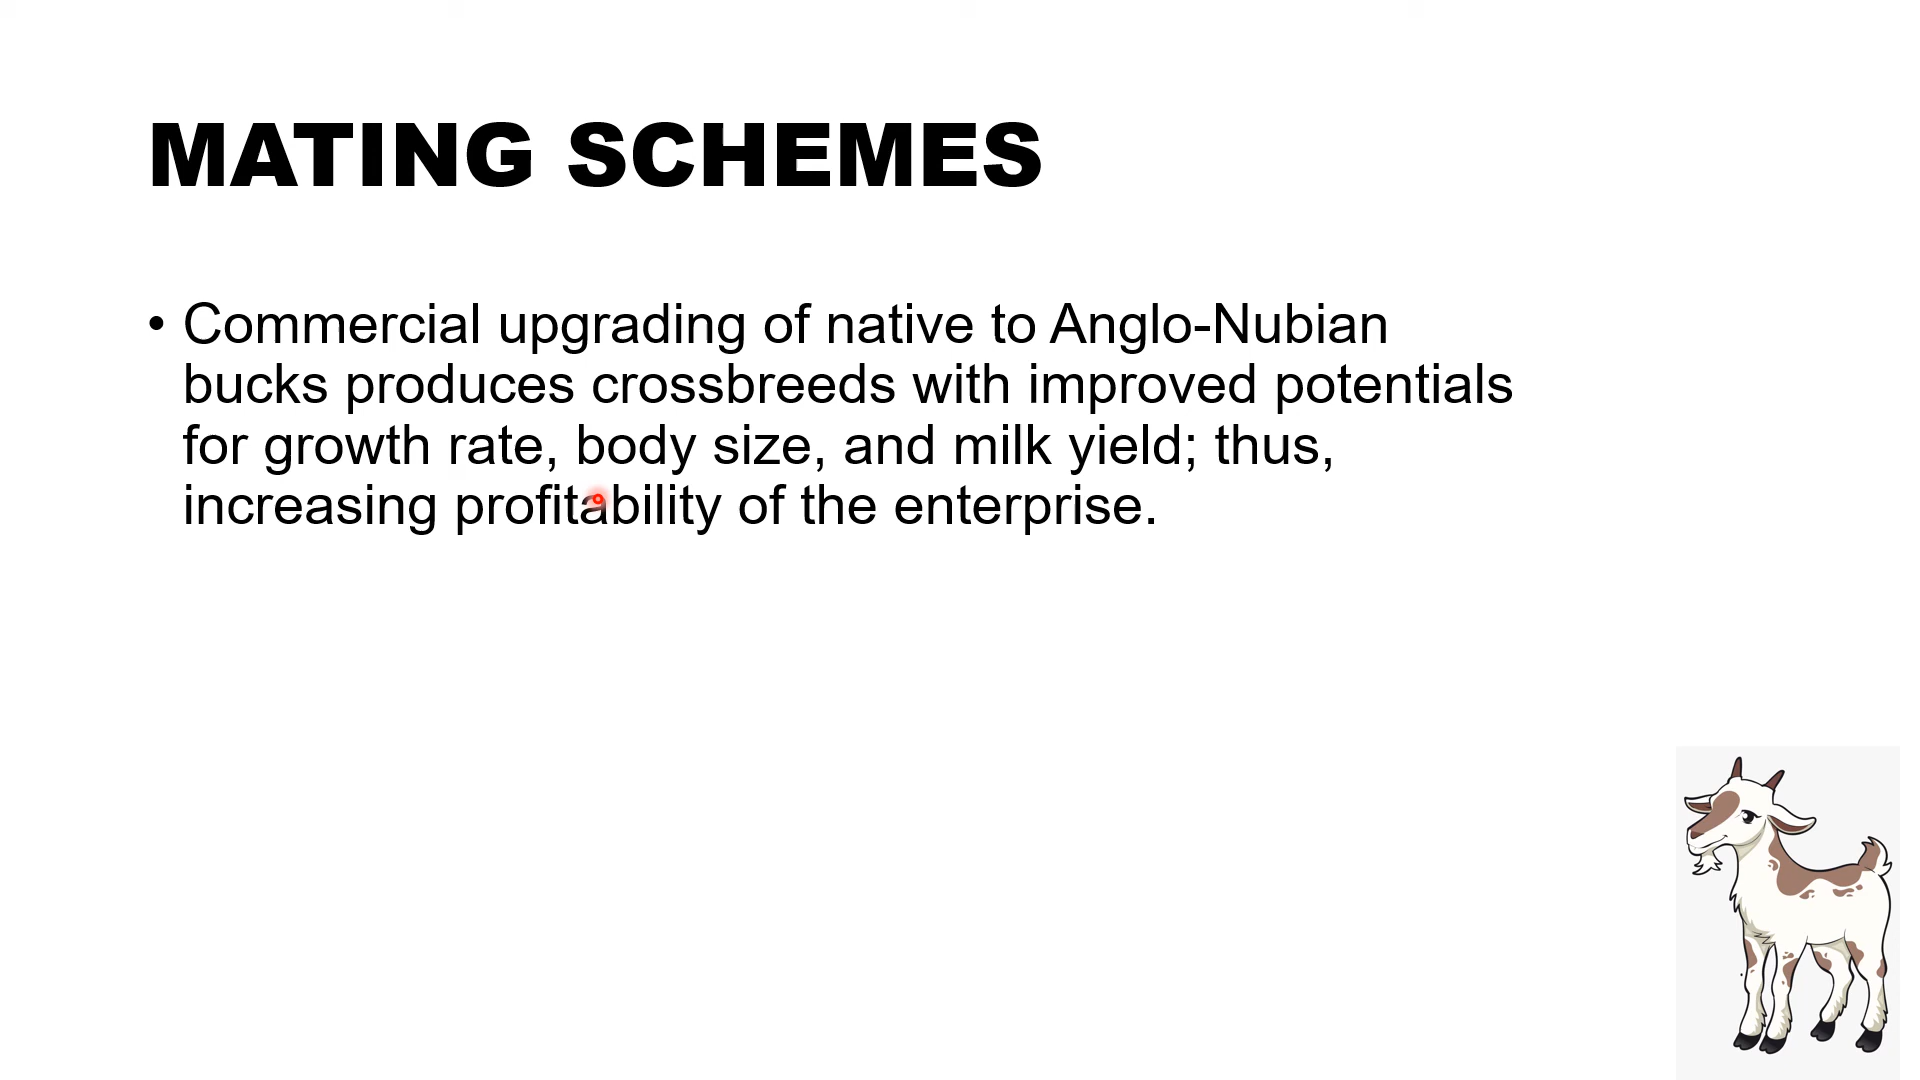 MATING SCHEMES
• Commercial upgrading of native to Anglo-Nubian
bucks produces crossbreeds with improved potentials
for growth rate, body size, and milk yield; thus,
increasing profitability of the enterprise.